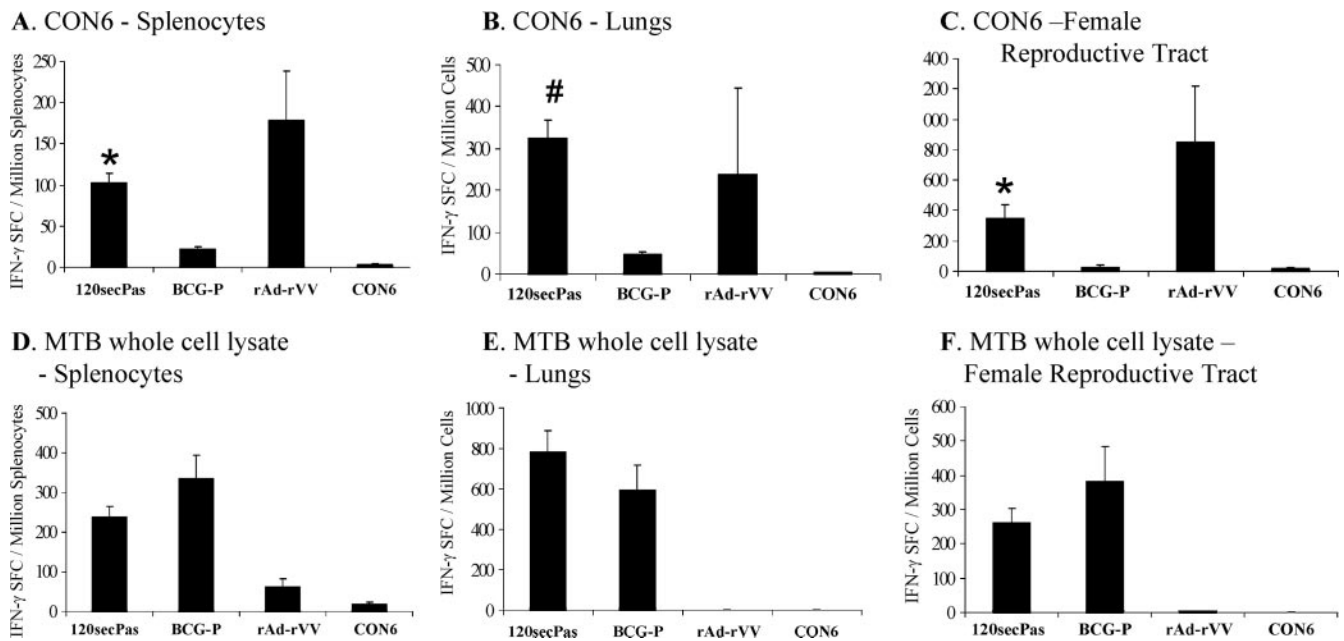 A. CON6 - Splenocytes
IFN-γ SFC / Million Splenocytes
250
200
150
100
50
0
*
120secPas BCG-P rAd-rVV CON6
B. CON6 - Lungs
IFN-γ SFC / Million Cells
500
400
300
200
100
0
#
120secPas BCG-P rAd-rVV CON6
C. CON6 –Female
Reproductive Tract
400
200
000
800
600
400
200
0
*
120secPas BCG-P rAd-rVV CON6
D. MTB whole cell lysate
- Splenocytes
IFN-γ SFC / Million Splenocytes
500
400
300
200
100
0
120secPas BCG-P rAd-rVV CON6
E. MTB whole cell lysate
- Lungs
IFN-γ SFC / Million Cells
1000
800
600
400
200
0
120secPas BCG-P rAd-rVV CON6
F. MTB whole cell lysate –
Female Reproductive Tract
IFN-γ SFC / Million Cells
600
500
400
300
200
100
0
120secPas BCG-P rAd-rVV CON6